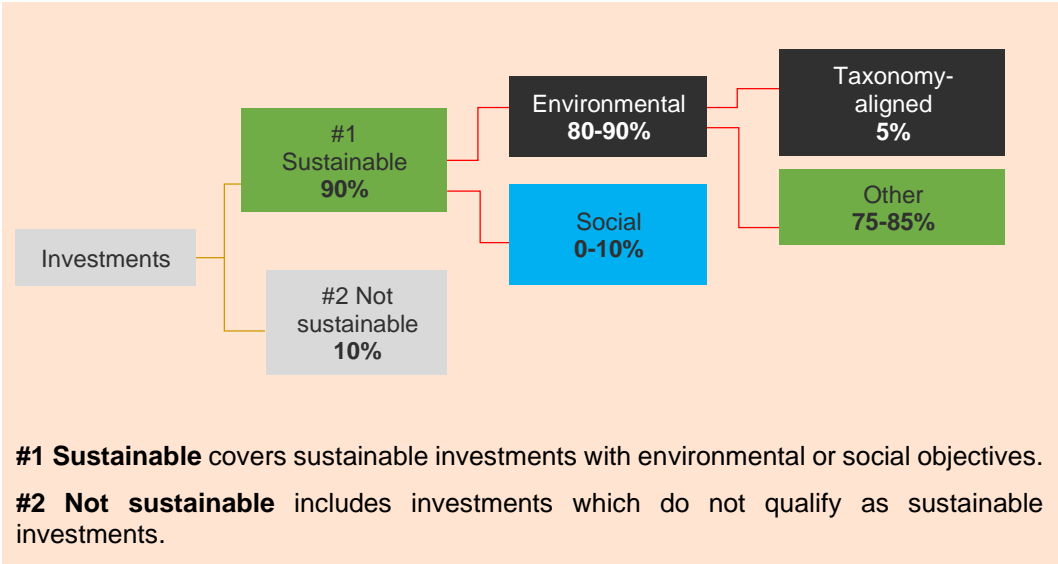 Taxonomy-
aligned
5%
Environmental
80-90%
#1
Sustainable
90%
Other
75-85%
Social
0-10%
Investments
#2 Not
sustainable
10%
#1 Sustainable covers sustainable investments with environmental or social objectives.
#2 Not sustainable includes investments which do not qualify as sustainable
investments.